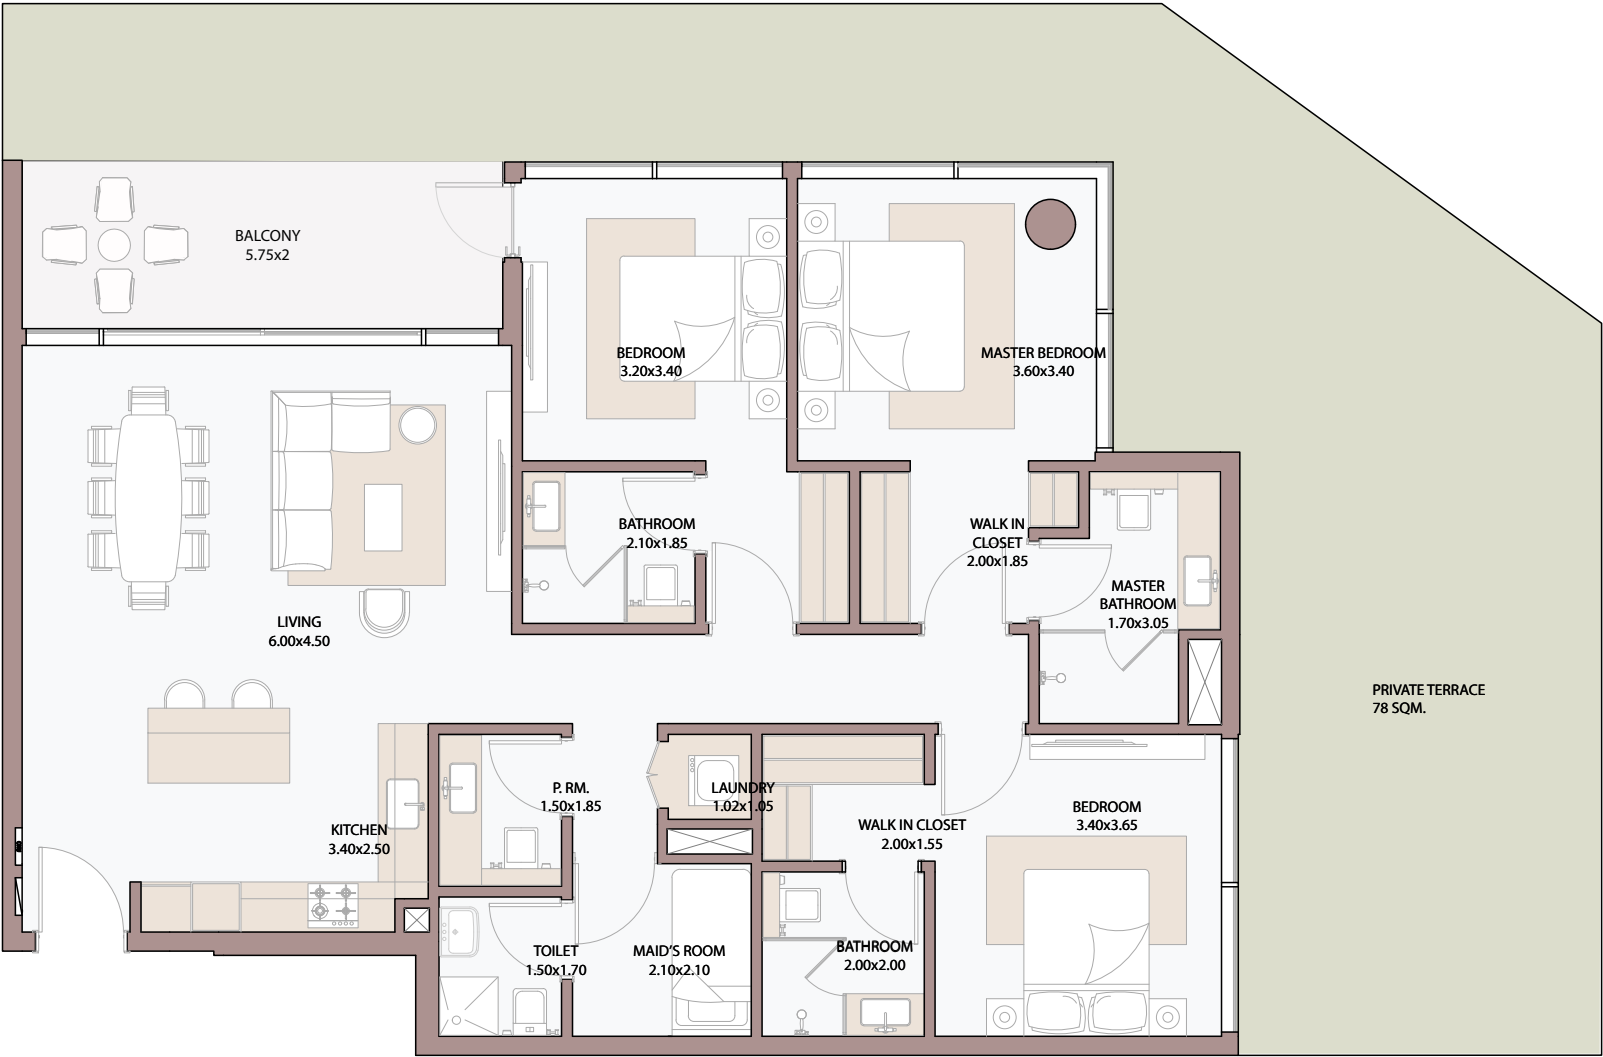 BALCONY
5.75x2
BEDROOM
3.20x3.40
MASTER BEDROOM
3.60x3.40
BATHROOM
2.10x1.85
WALK IN
CLOSET
2.00x1.85
MASTER
BATHROOM
1.70x3.05
LIVING
6.00x4.50
PRIVATE TERRACE
78 SQM.
P. RM.
1.50x1.85
LAUNDRY
1.02x1.05
KITCHEN
3.40x2.50
WALK IN CLOSET
2.00x1.55
BEDROOM
3.40x3.65
TOILET
1.50x1.70
MAID'S ROOM
2.10x2.10
BATHROOM
2.00x2.00